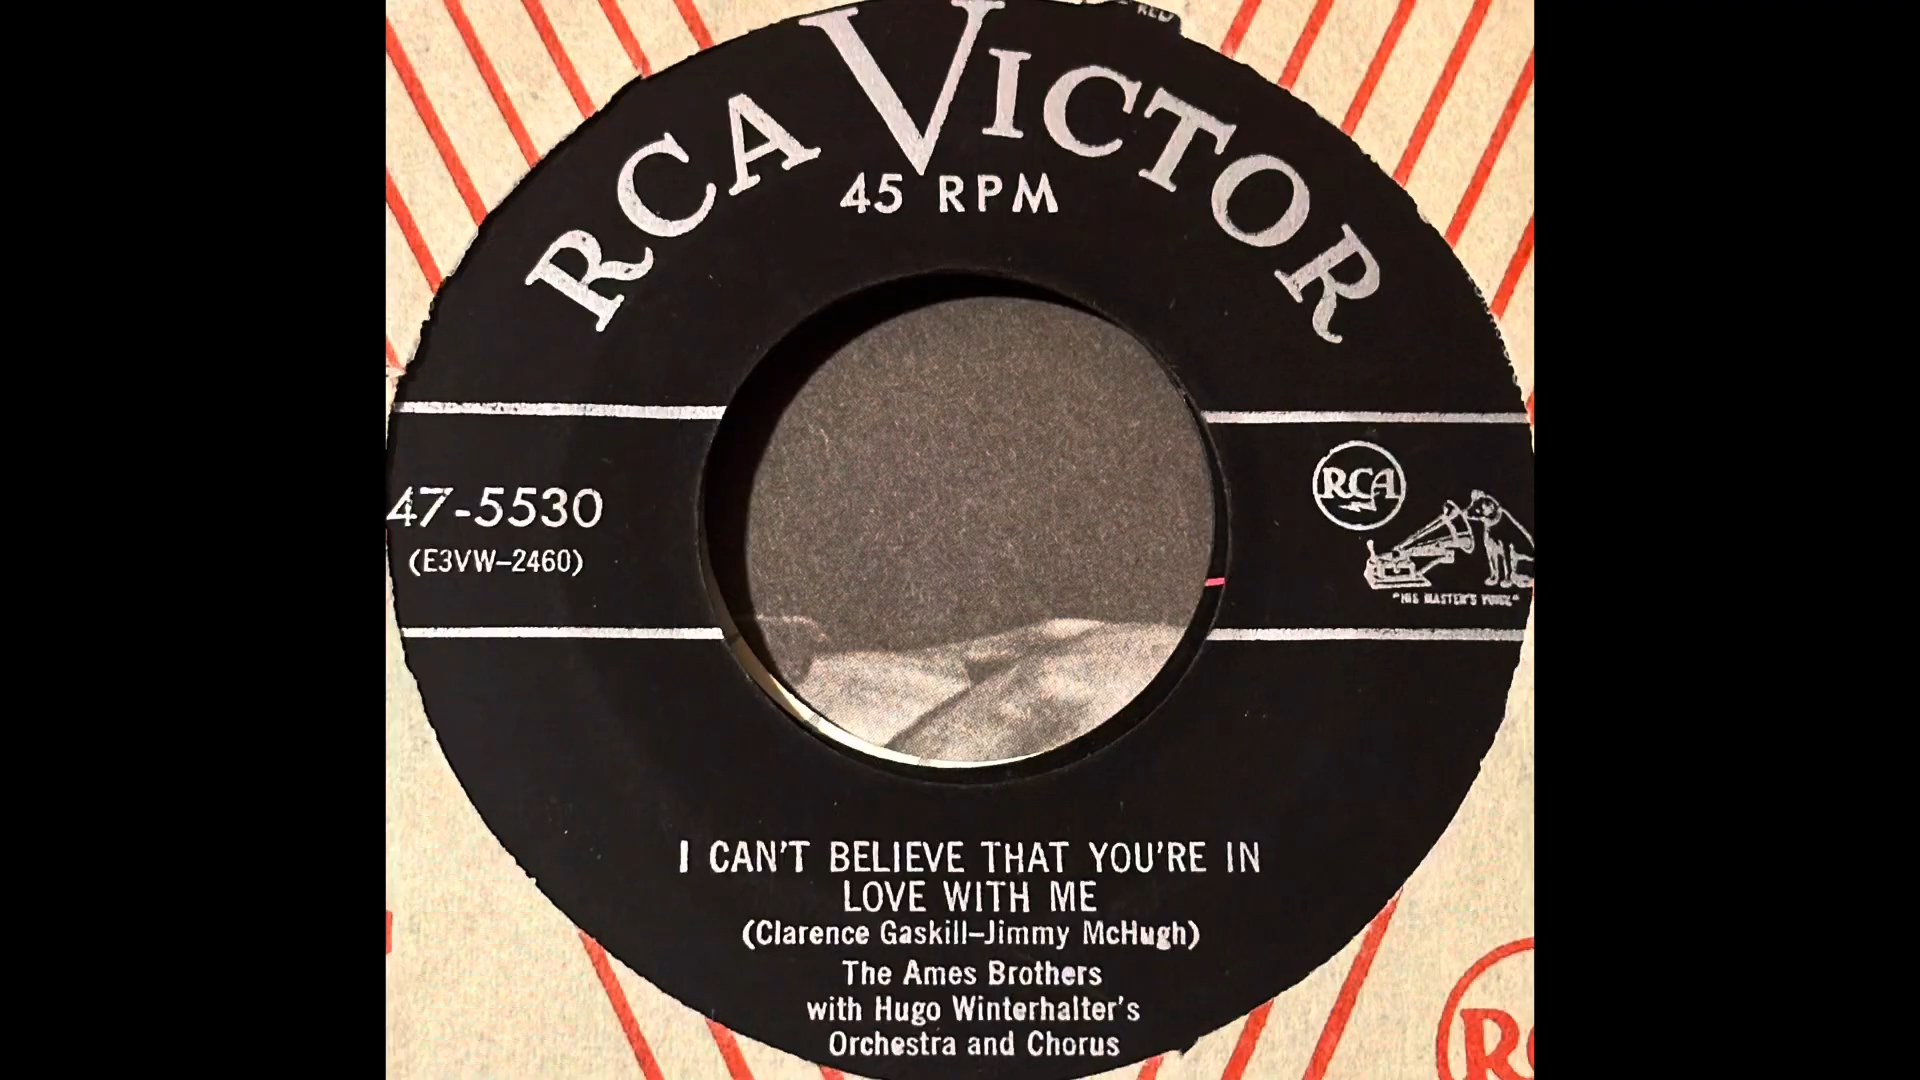 RCA VICTOR
45 RPM
47-5530
(E3VW-2460)
RCA
"HIS MASTER'S VOICE"
I CAN'T BELIEVE THAT YOU'RE IN
LOVE WITH ME
(Clarence Gaskill-Jimmy McHugh)
The Ames Brothers
with Hugo Winterhalter's
Orchestra and Chorus